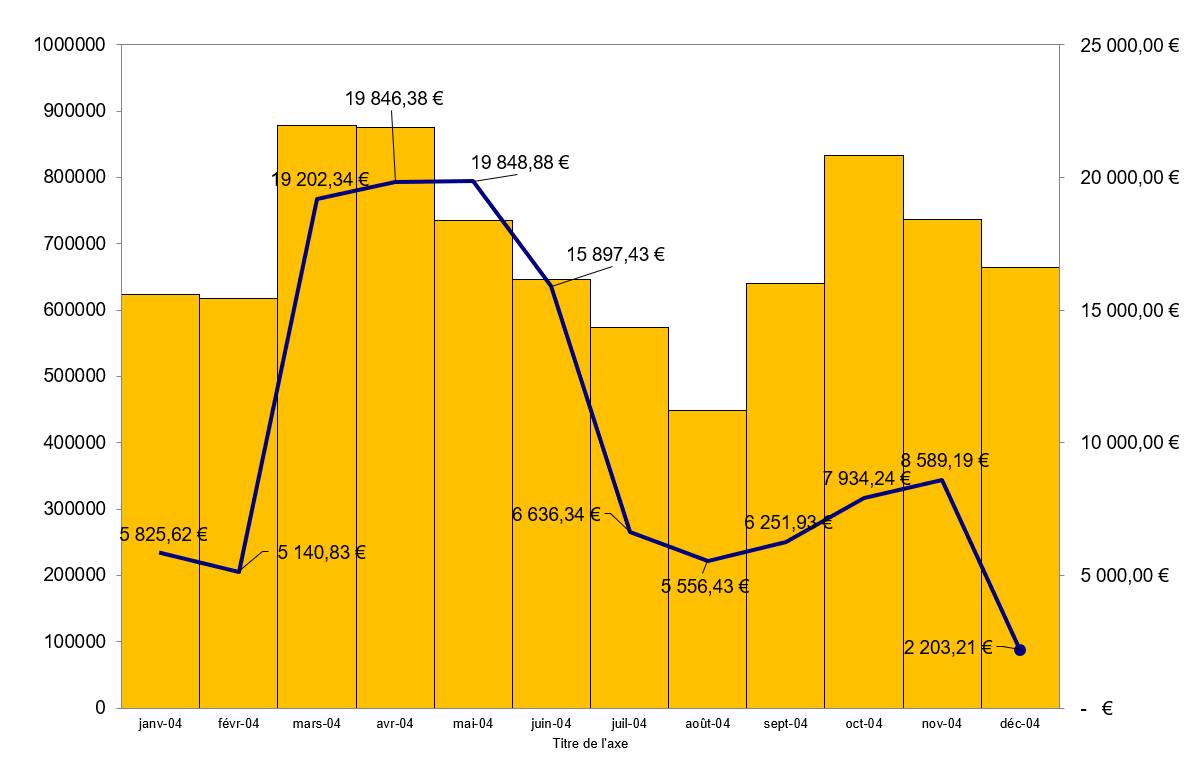 1000000
900000
800000
700000
600000
500000
400000
300000
200000
100000
0
25 000,00 €
20 000,00 €
15 000,00 €
10 000,00 €
5 000,00 €
- €
5 825,62 €
5 140,83 €
19 202,34 €
19 846,38 €
19 848,88 €
15 897,43 €
6 636,34 €
5 556,43 €
6 251,93 €
7 934,24 €
8 589,19 €
2 203,21 €
janv-04 févr-04 mars-04 avr-04 mai-04 juin-04 juil-04 août-04 sept-04 oct-04 nov-04 déc-04
Titre de l'axe